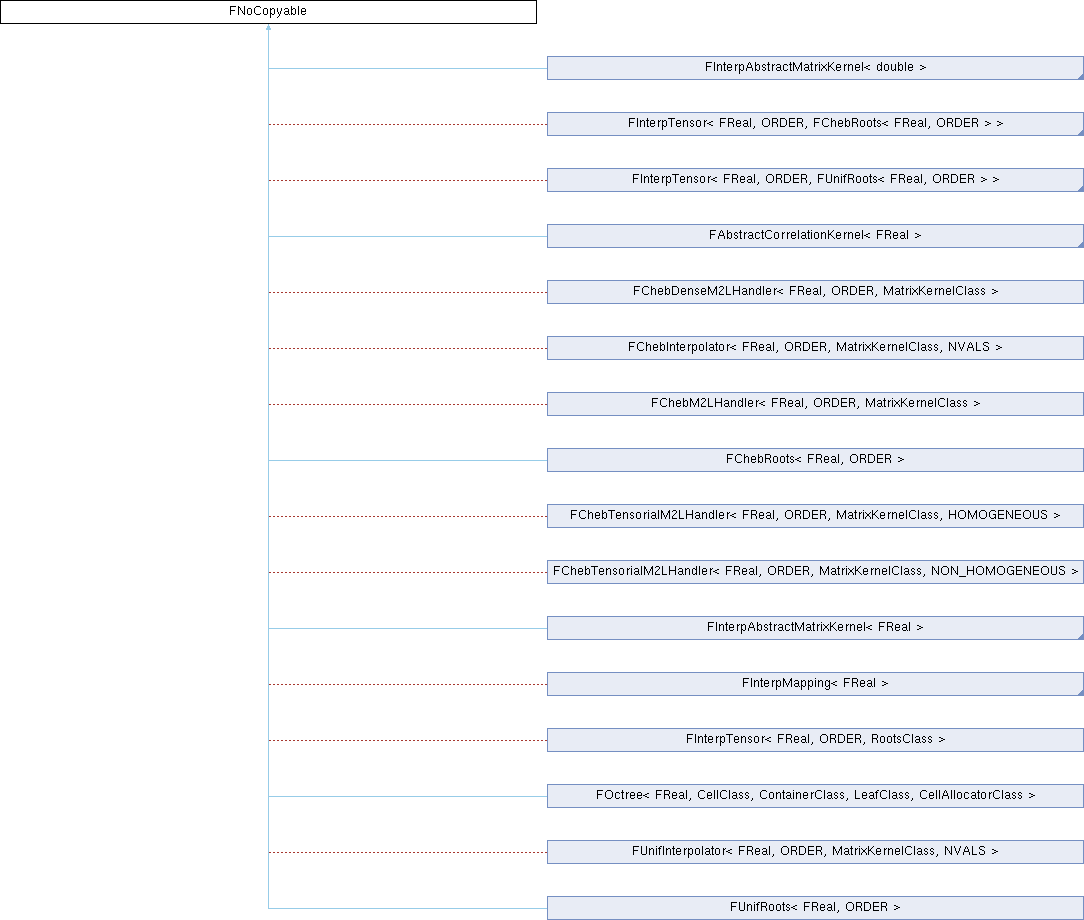 FNoCopyable
FInterpAbstractMatrixKernel< double >
FInterpTensor< FReal, ORDER, FChebRoots< FReal, ORDER > >
FInterpTensor< FReal, ORDER, FUnifRoots< FReal, ORDER > >
FAbstractCorrelationKernel< FReal >
FChebDenseM2LHandler< FReal, ORDER, MatrixKernelClass >
FChebInterpolator< FReal, ORDER, MatrixKernelClass, NVALS >
FChebM2LHandler< FReal, ORDER, MatrixKernelClass >
FChebRoots< FReal, ORDER >
FChebTensorialM2LHandler< FReal, ORDER, MatrixKernelClass, HOMOGENEOUS >
FChebTensorialM2LHandler< FReal, ORDER, MatrixKernelClass, NON_HOMOGENEOUS >
FInterpAbstractMatrixKernel< FReal >
FInterpMapping< FReal >
FInterpTensor< FReal, ORDER, RootsClass >
FOctree< FReal, CellClass, ContainerClass, LeafClass, CellAllocatorClass >
FUnifInterpolator< FReal, ORDER, MatrixKernelClass, NVALS >
FUnifRoots< FReal, ORDER >